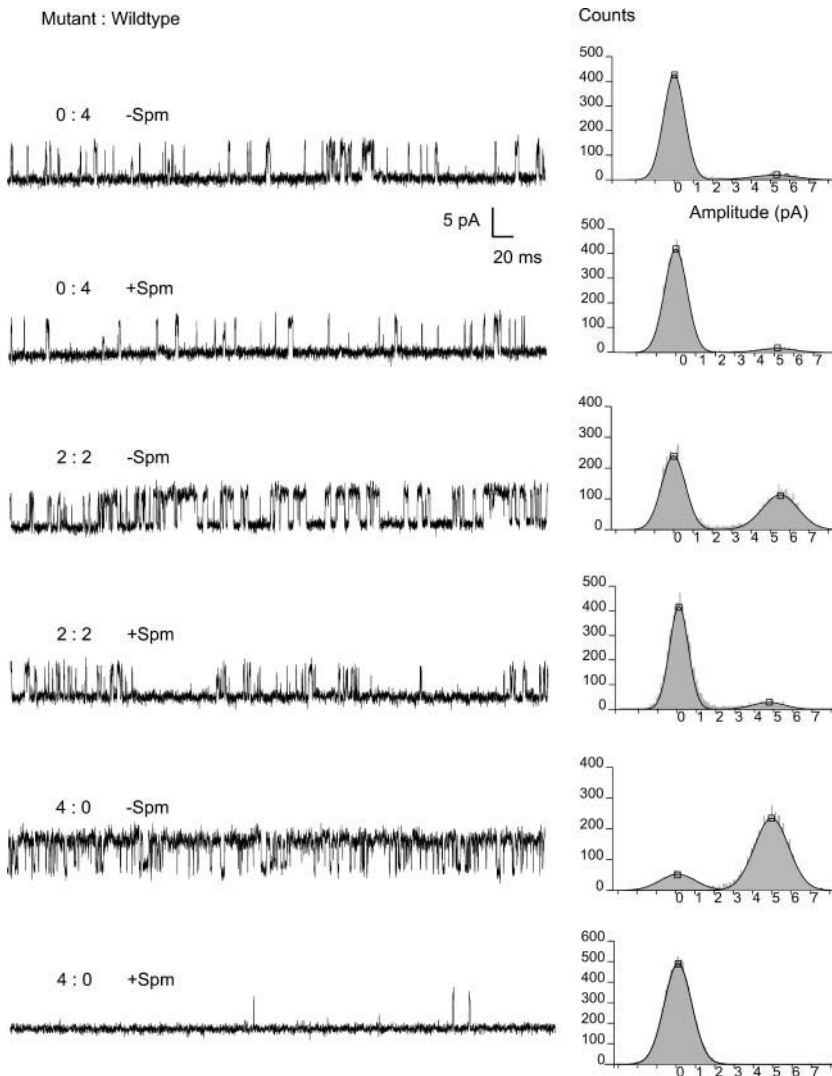 Mutant : Wildtype
Counts
0 : 4 -Spm
500
400
300
200
100
0
0 1 2 3 4 5 6 7
Amplitude (pA)
5 pA
20 ms
0 : 4 +Spm
500
400
300
200
100
0
0 1 2 3 4 5 6 7
2 : 2 -Spm
400
300
200
100
0
0 1 2 3 4 5 6 7
2 : 2 +Spm
500
400
300
200
100
0
0 1 2 3 4 5 6 7
4 : 0 -Spm
400
300
200
100
0
0 1 2 3 4 5 6 7
4 : 0 +Spm
600
500
400
300
200
100
0
0 1 2 3 4 5 6 7